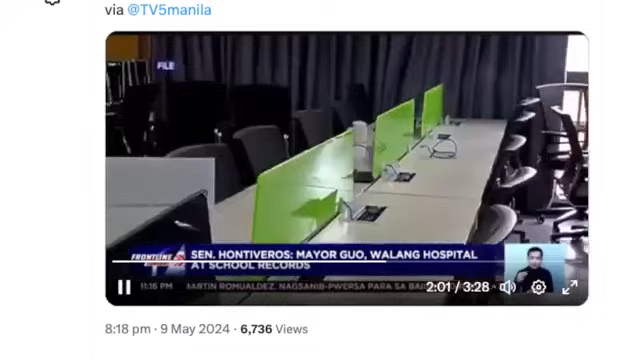 via @TV5manila
FILE
SEN. HONTIVEROS: MAYOR GUO, WALANG HOSPITAL
AT SCHOOL RECORDS
FRONTLINE
11:16 PM
MARTIN ROMUALDEZ, NAGSANIB-PWERSA PARA SA
2:01 / 3:28
8:18 pm · 9 May 2024 · 6,736 Views